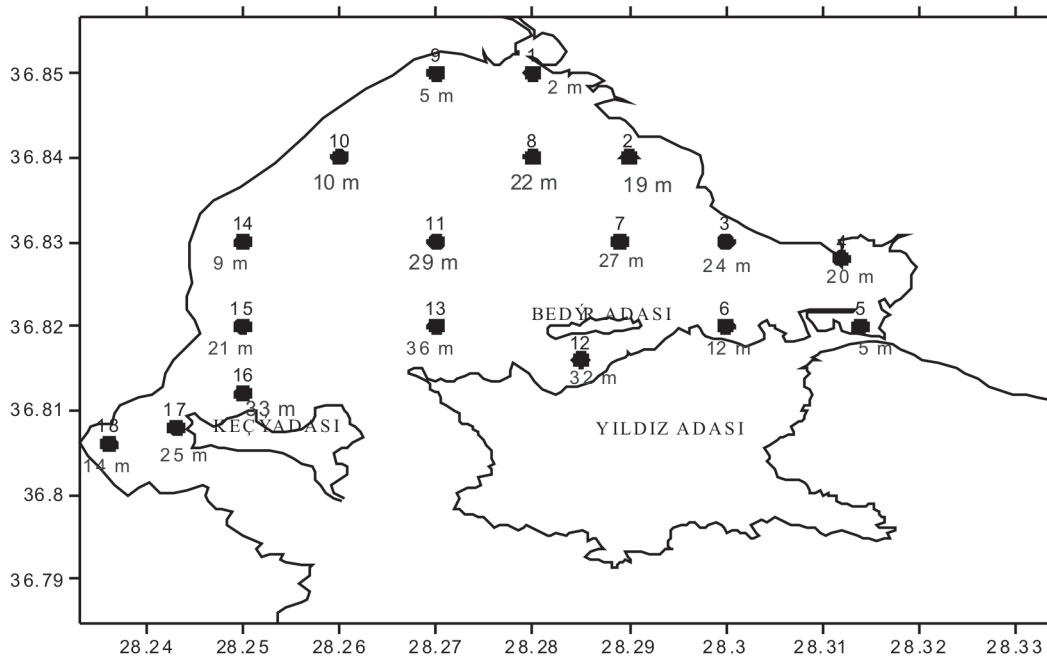 9 1
36.85
5 m 2 m
10 8 2
36.84
10 m 22 m 19 m
14 11 7 3 4
36.83
9 m 29 m 27 m 24 m 20 m
BEDÝR ADASI
15 13 6 5
36.82
21 m 36 m 12 m 5 m
12
32 m
16
33 m
36.81
17
KEÇY ADASI YILDIZ ADASI
18
25 m
14 m
36.8
36.79
28.24 28.25 28.26 28.27 28.28 28.29 28.3 28.31 28.32 28.33